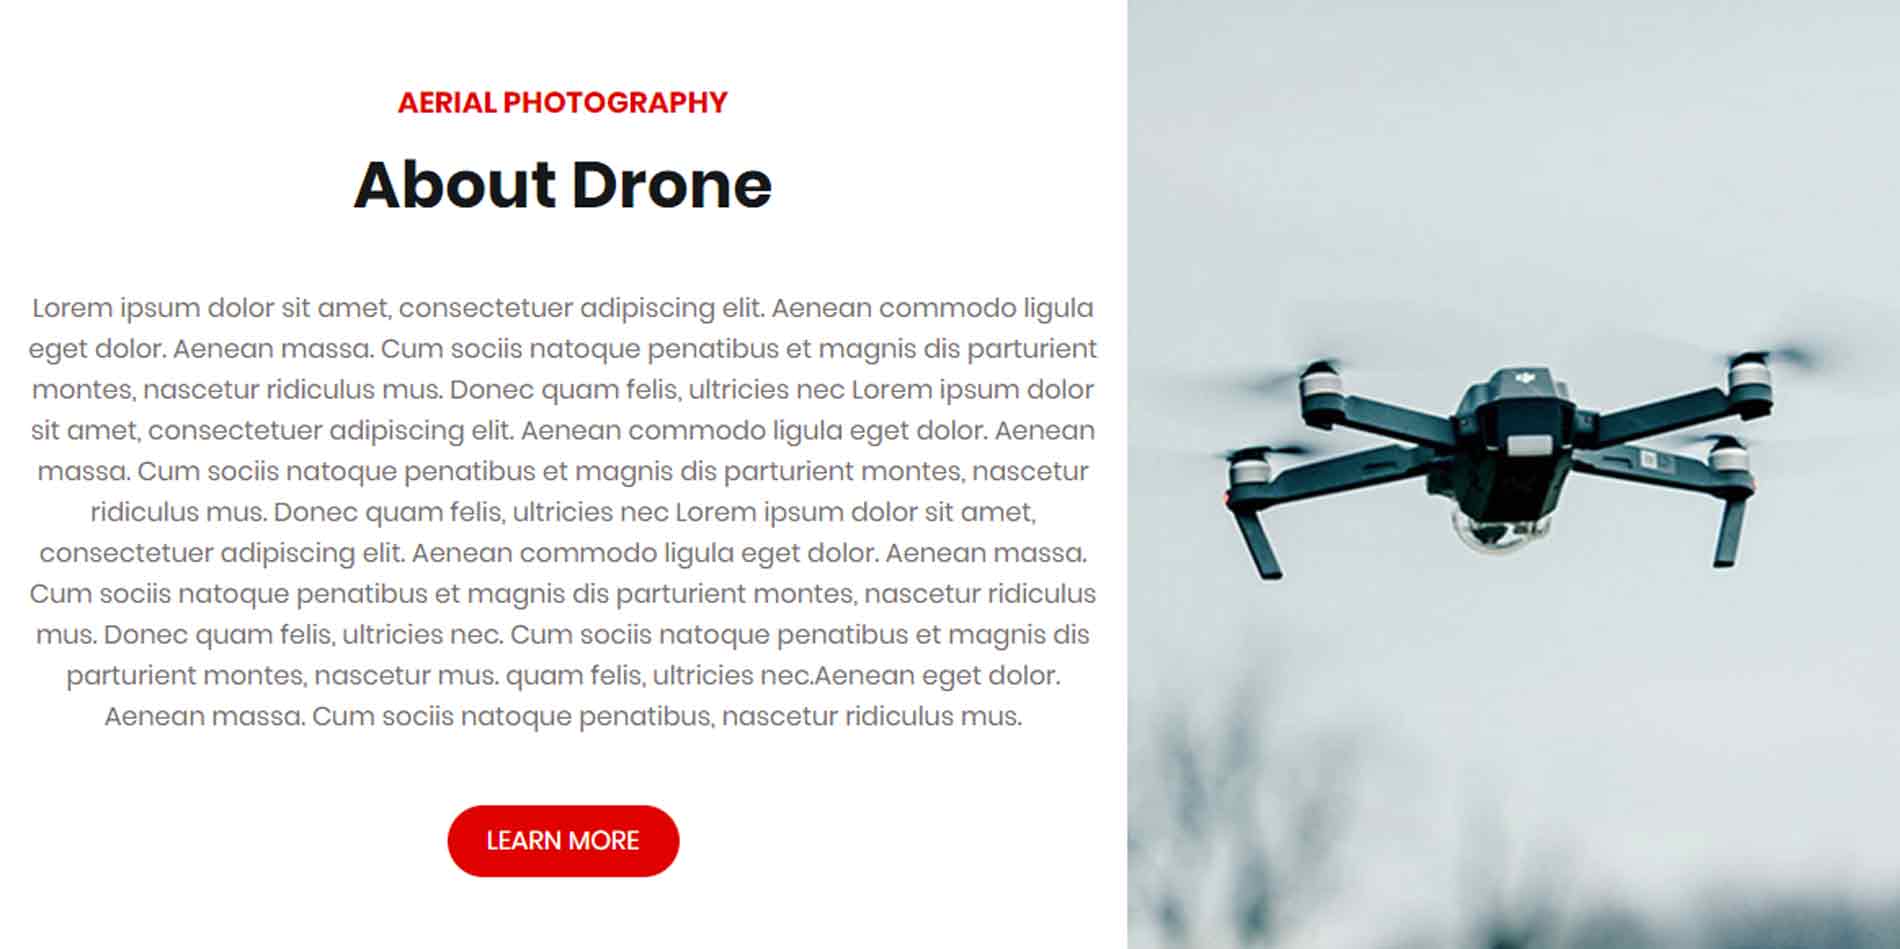 AERIAL PHOTOGRAPHY
About Drone
Lorem ipsum dolor sit amet, consectetuer adipiscing elit. Aenean commodo ligula
eget dolor. Aenean massa. Cum sociis natoque penatibus et magnis dis parturient
montes, nascetur ridiculus mus. Donec quam felis, ultricies nec Lorem ipsum dolor
sit amet, consectetuer adipiscing elit. Aenean commodo ligula eget dolor. Aenean
massa. Cum sociis natoque penatibus et magnis dis parturient montes, nascetur
ridiculus mus. Donec quam felis, ultricies nec Lorem ipsum dolor sit amet,
consectetuer adipiscing elit. Aenean commodo ligula eget dolor. Aenean massa.
Cum sociis natoque penatibus et magnis dis parturient montes, nascetur ridiculus
mus. Donec quam felis, ultricies nec. Cum sociis natoque penatibus et magnis dis
parturient montes, nascetur mus. quam felis, ultricies nec.Aenean eget dolor.
Aenean massa. Cum sociis natoque penatibus, nascetur ridiculus mus.
LEARN MORE